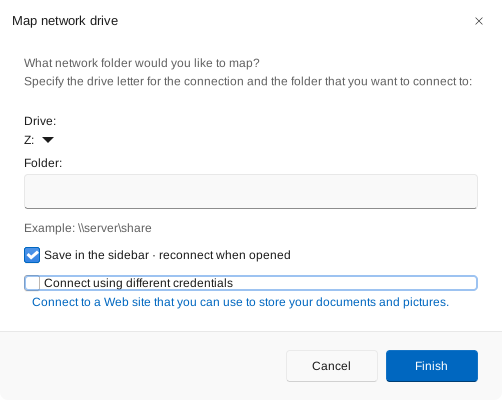 Map network drive
What network folder would you like to map?
Specify the drive letter for the connection and the folder that you want to connect to:
Drive:
Z:
Folder:
Example: \\server\share
Save in the sidebar · reconnect when opened
Connect using different credentials
Connect to a Web site that you can use to store your documents and pictures.
Cancel
Finish